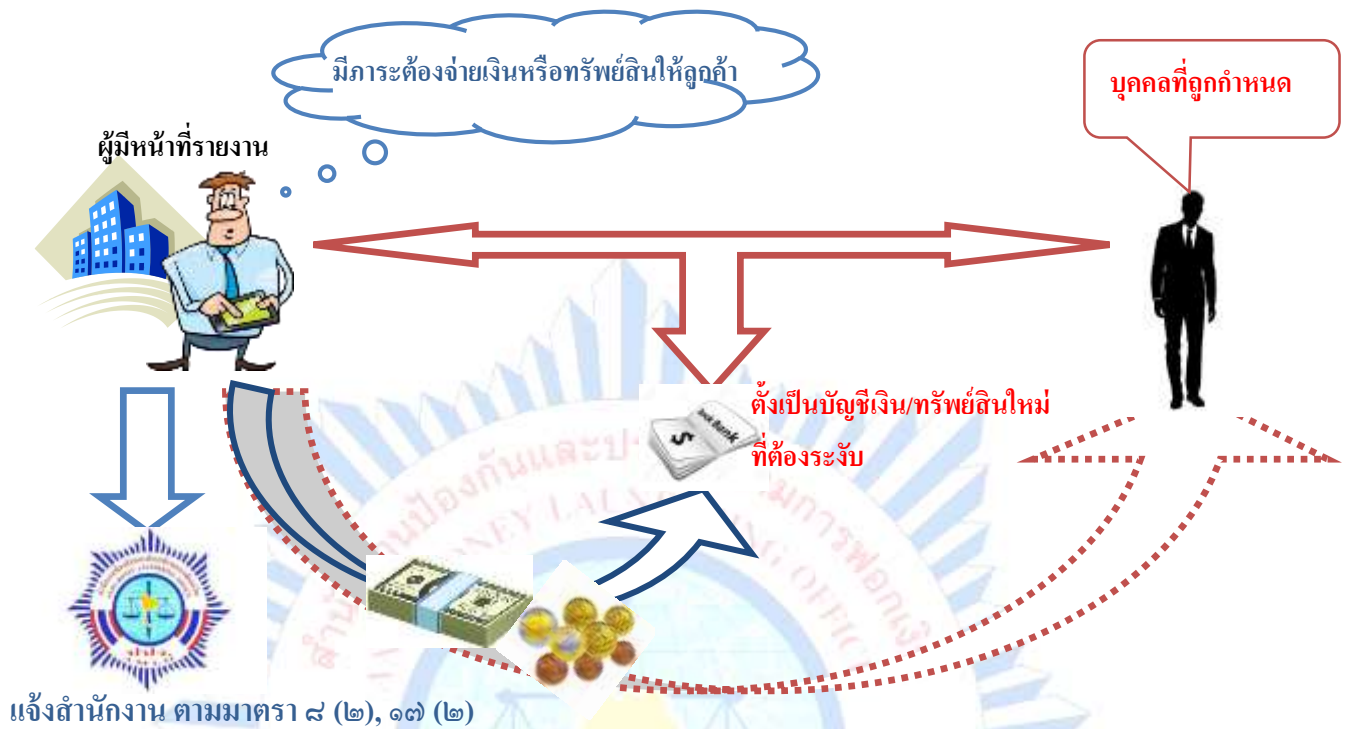 มีภาระต้องจ่ายเงินหรือทรัพย์สินให้ลูกค้า
บุคคลที่ถูกกำหนด
ผู้มีหน้าที่รายงาน
ตั้งเป็นบัญชีเงิน/ทรัพย์สินใหม่
ที่ต้องระงับ
แจ้งสำนักงาน ตามมาตรา ๘ (๒), ๑๗ (๒)